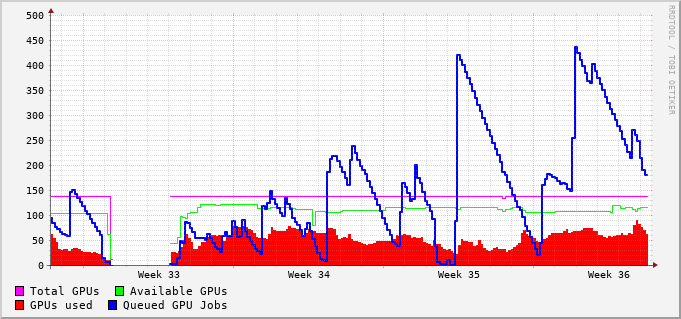 500
450
400
350
300
250
200
150
100
50
0
Week 33 Week 34 Week 35 Week 36
Total GPUs Available GPUs
GPUs used Queued GPU Jobs
RRDTOOL / TOBI OETIKER